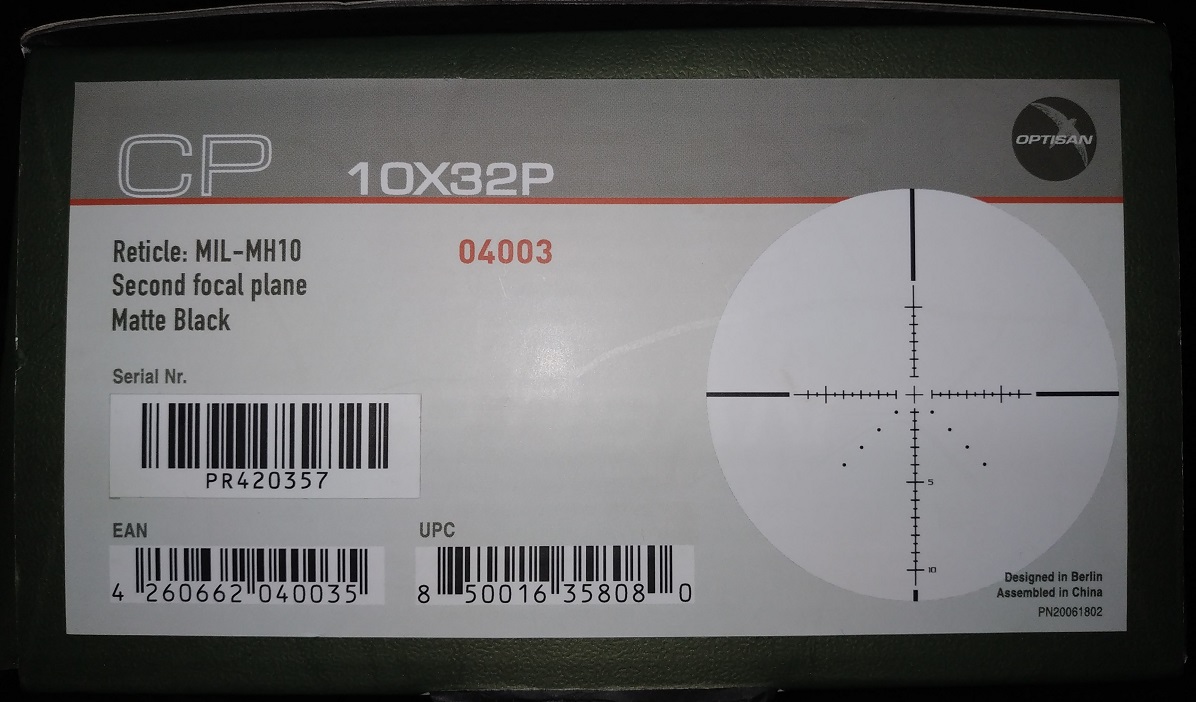 CP 10X32P
OPTISAN
Reticle: MIL-MH10
04003
Second focal plane
Matte Black
Serial Nr.
PR420357
EAN
UPC
4 260662 040035
8 50016 35808 0
5
10
Designed in Berlin
Assembled in China
PN20061802